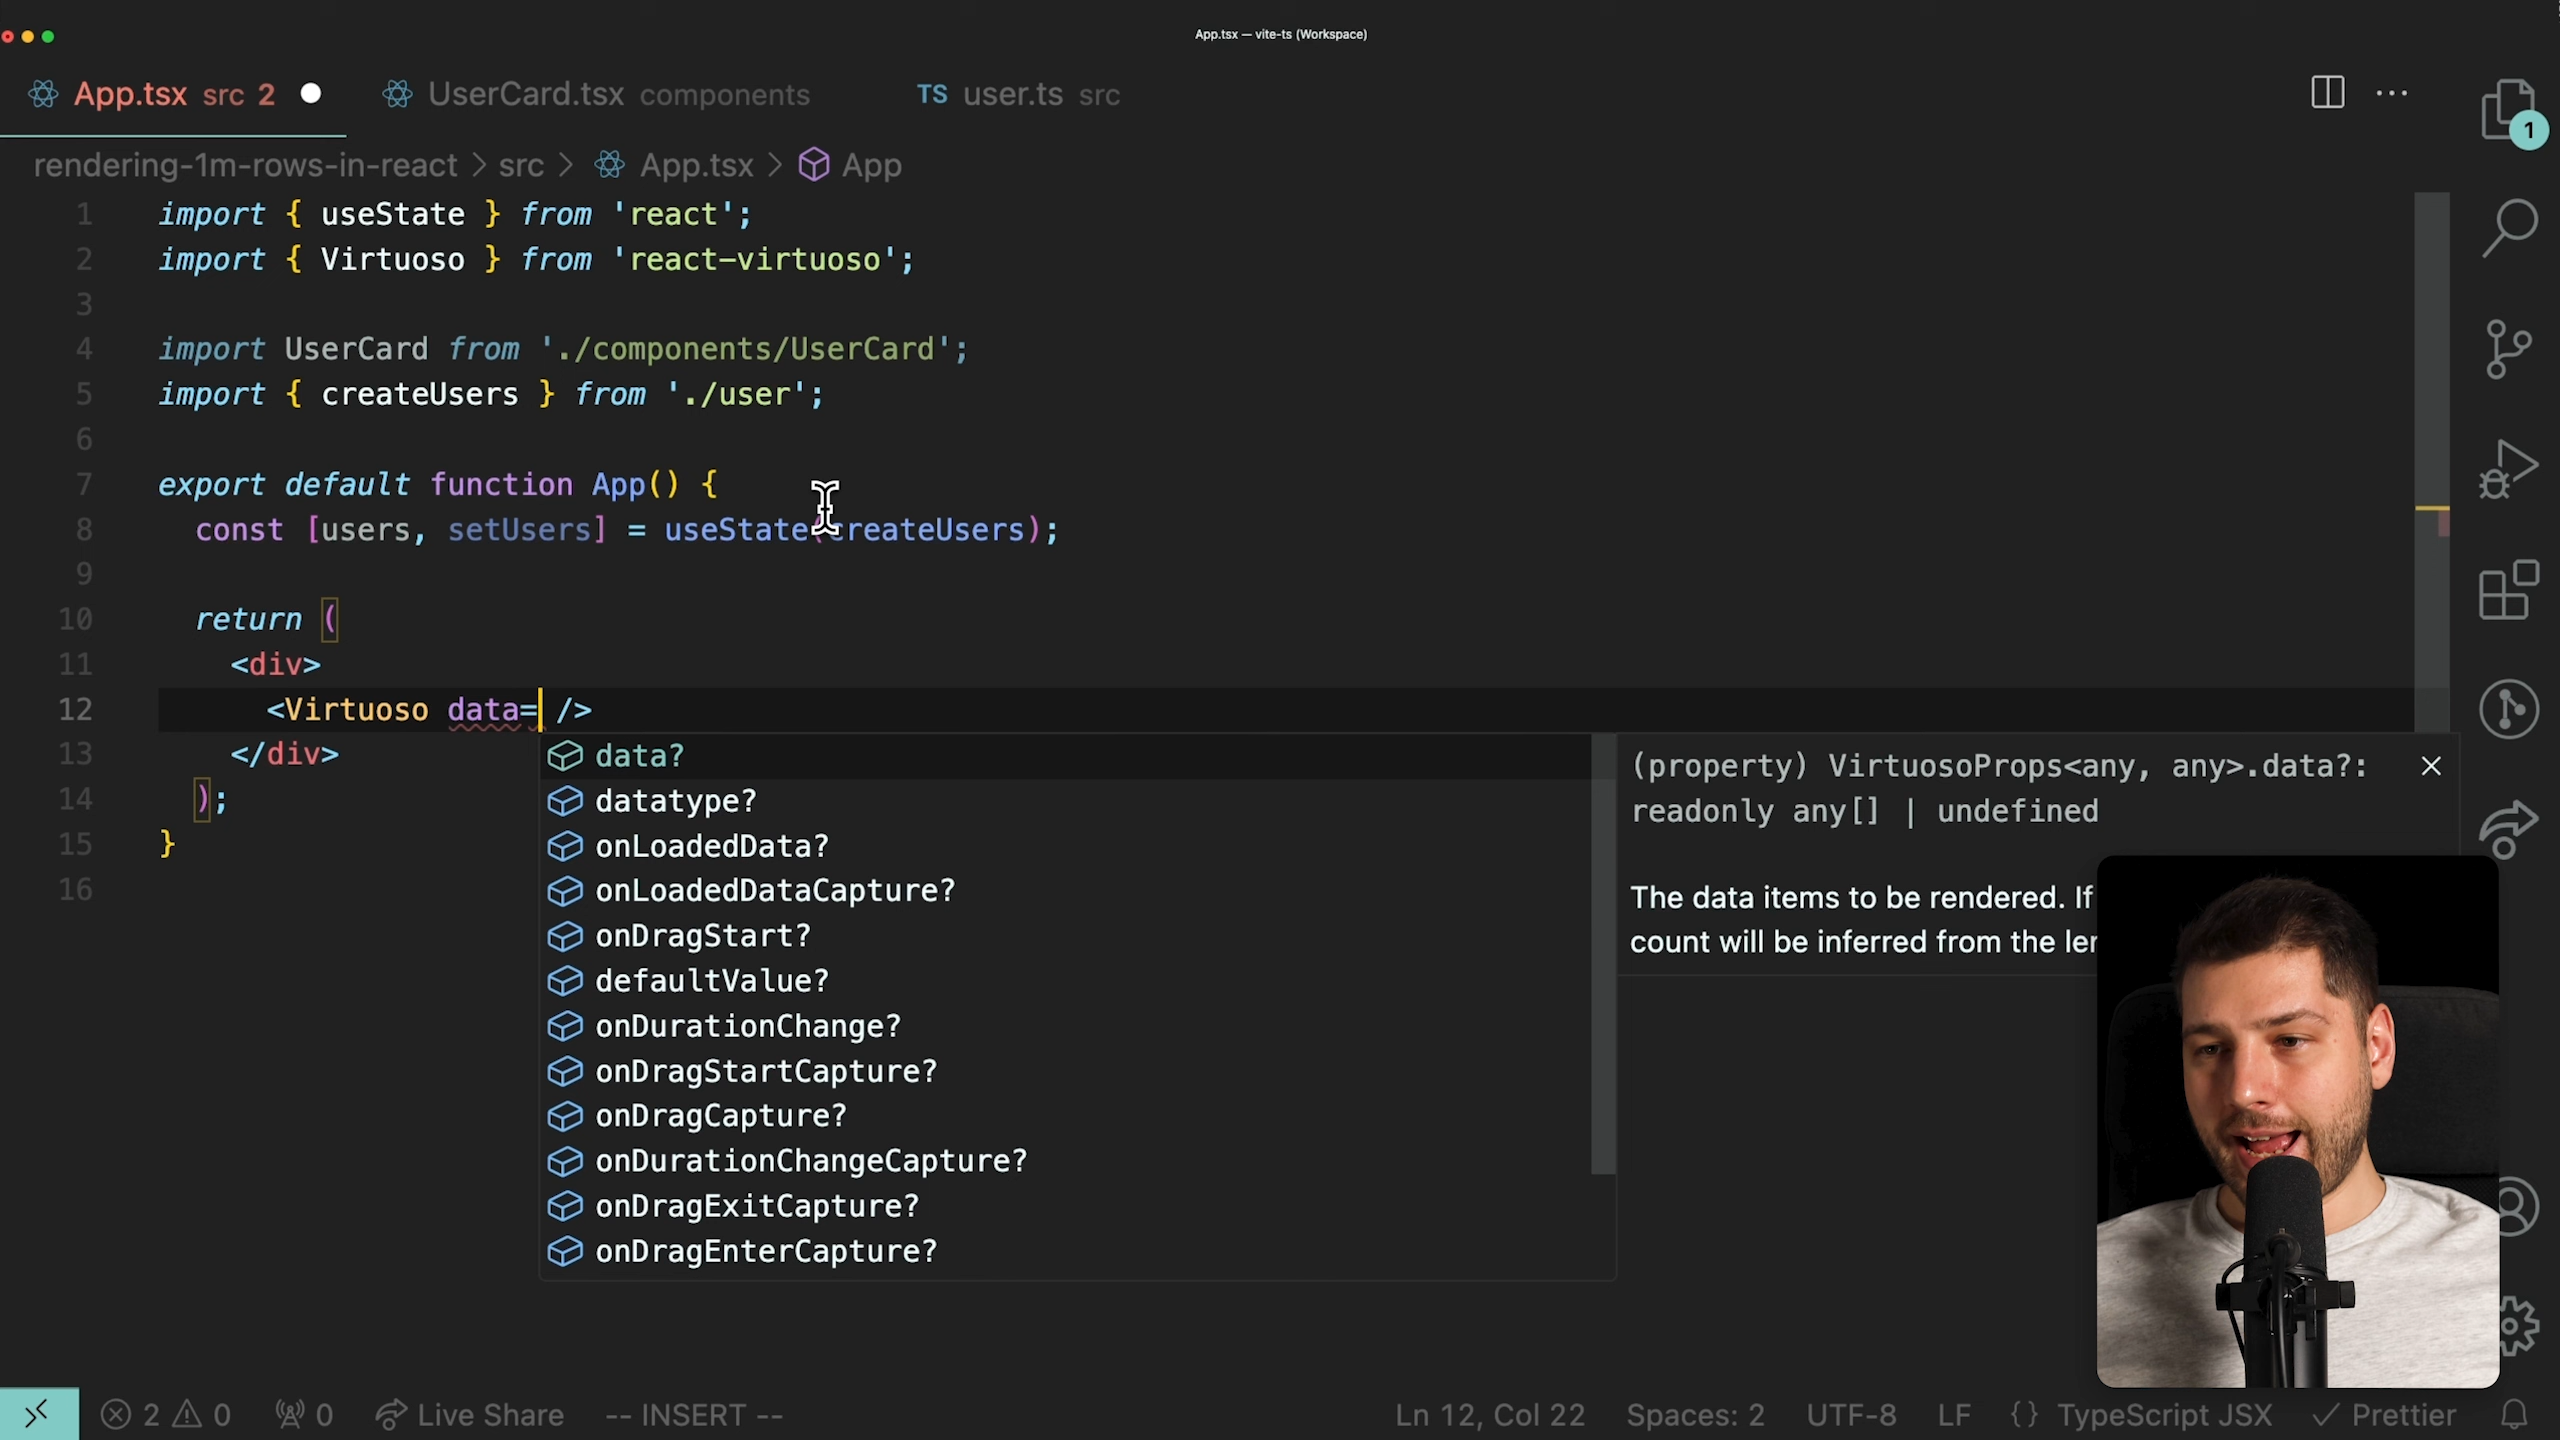 App.tsx — vite-ts (Workspace)
App.tsx src 2 UserCard.tsx components TS user.ts src
1
rendering-1m-rows-in-react > src > App.tsx > App
1 import { useState } from 'react';
2 import { Virtuoso } from 'react-virtuoso';
3
4 import UserCard from './components/UserCard';
5 import { createUsers } from './user';
6
7 export default function App() {
8 const [users, setUsers] = useState(createUsers);
9
10 return (
11 <div>
12 <Virtuoso data= />
13 </div>
14 );
15 }
16
data?
datatype?
onLoadedData?
onLoadedDataCapture?
onDragStart?
defaultValue?
onDurationChange?
onDragStartCapture?
onDragCapture?
onDurationChangeCapture?
onDragExitCapture?
onDragEnterCapture?
(property) VirtuosoProps<any, any>.data?:
readonly any[] | undefined
The data items to be rendered. If
count will be inferred from the
2 0 0 Live Share -- INSERT -- Ln 12, Col 22 Spaces: 2 UTF-8 LF {} TypeScript JSX Prettier